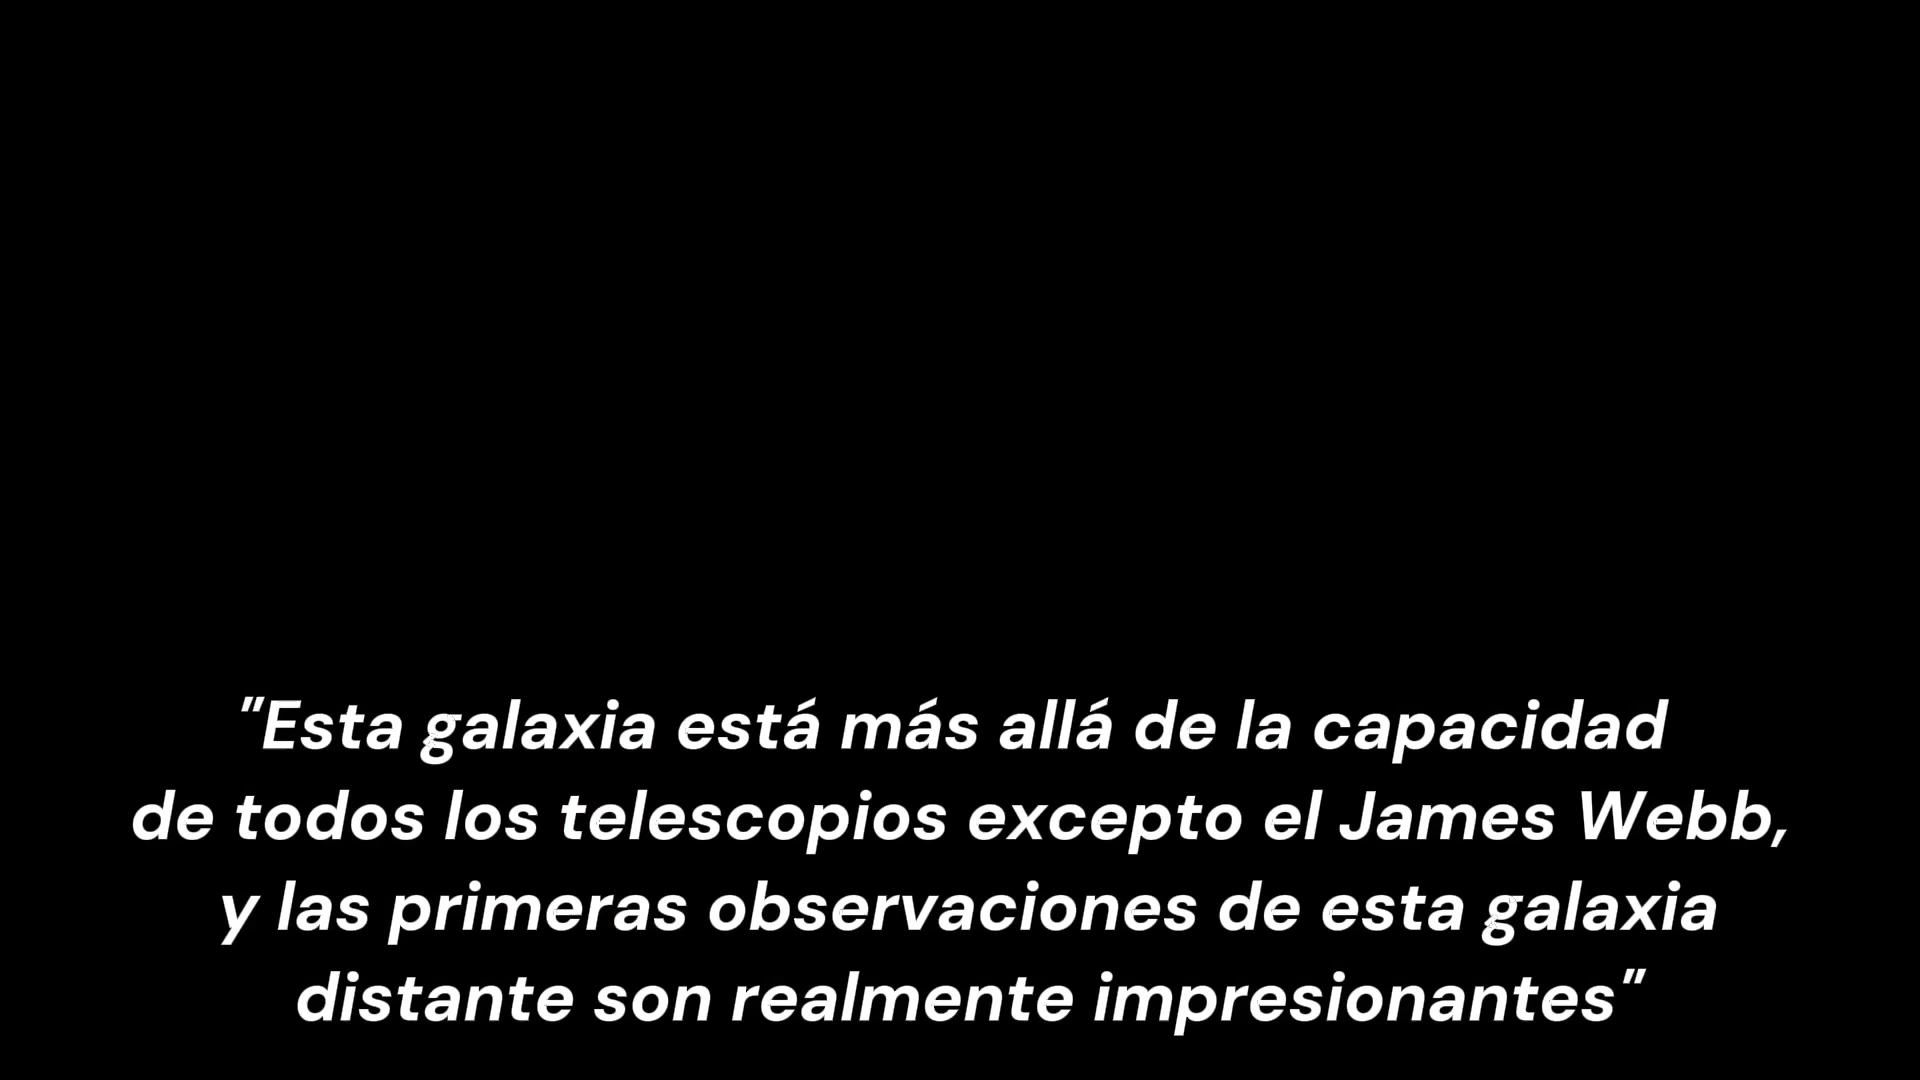 "Esta galaxia está más allá de la capacidad
de todos los telescopios excepto el James Webb,
y las primeras observaciones de esta galaxia
distante son realmente impresionantes"